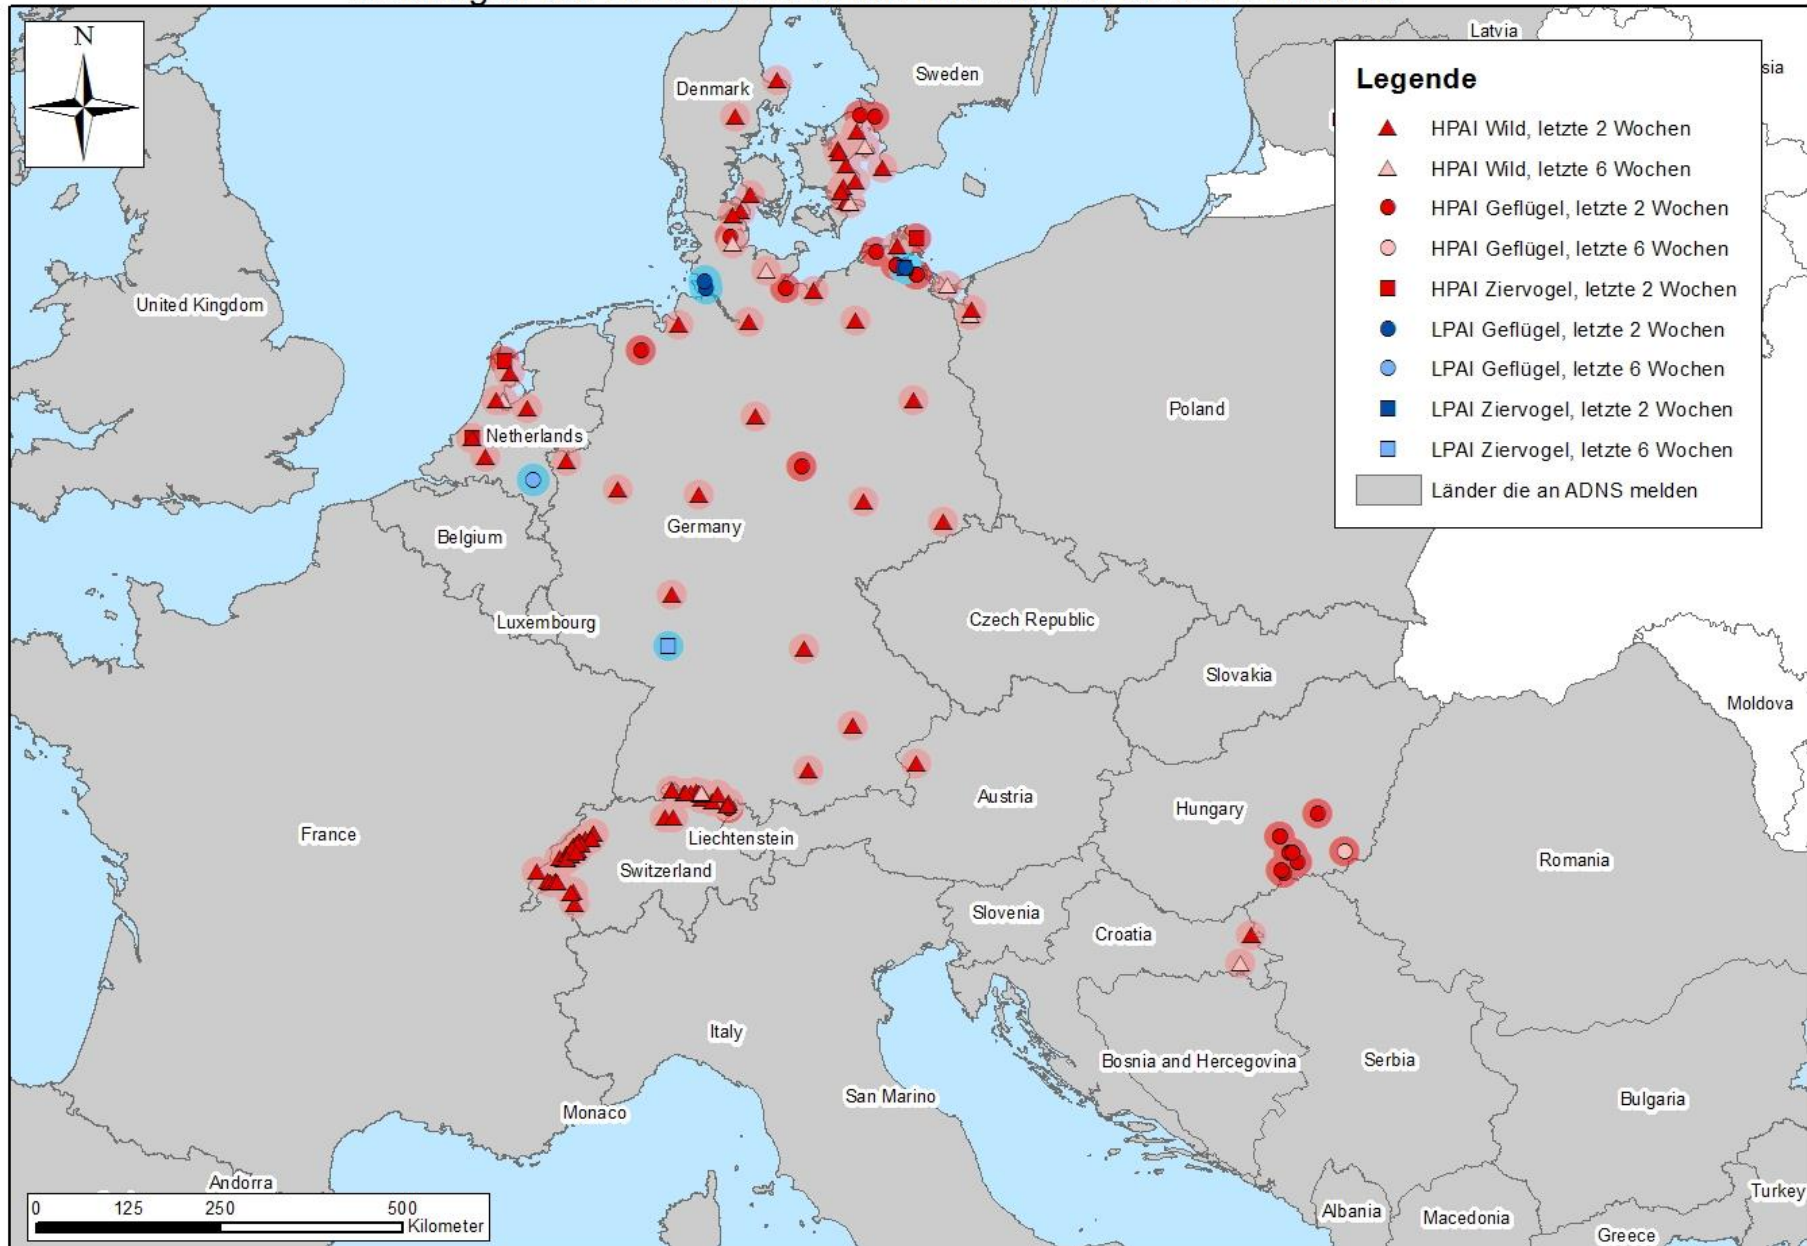 N
Latvia
Denmark
Sweden
sia
Legende
HPAI Wild, letzte 2 Wochen
HPAI Wild, letzte 6 Wochen
HPAI Geflügel, letzte 2 Wochen
HPAI Geflügel, letzte 6 Wochen
HPAI Ziervogel, letzte 2 Wochen
LPAI Geflügel, letzte 2 Wochen
LPAI Geflügel, letzte 6 Wochen
LPAI Ziervogel, letzte 2 Wochen
LPAI Ziervogel, letzte 6 Wochen
Länder die an ADNS melden
United Kingdom
Poland
Netherlands
Germany
Belgium
Luxembourg
Czech Republic
Slovakia
Moldova
Austria
Hungary
France
Liechtenstein
Switzerland
Romania
Slovenia
Croatia
Italy
Bosnia and Hercegovina
Serbia
San Marino
Bulgaria
Monaco
Andorra
Turkey
Albania
Macedonia
Greece
0 125 250 500
Kilometer